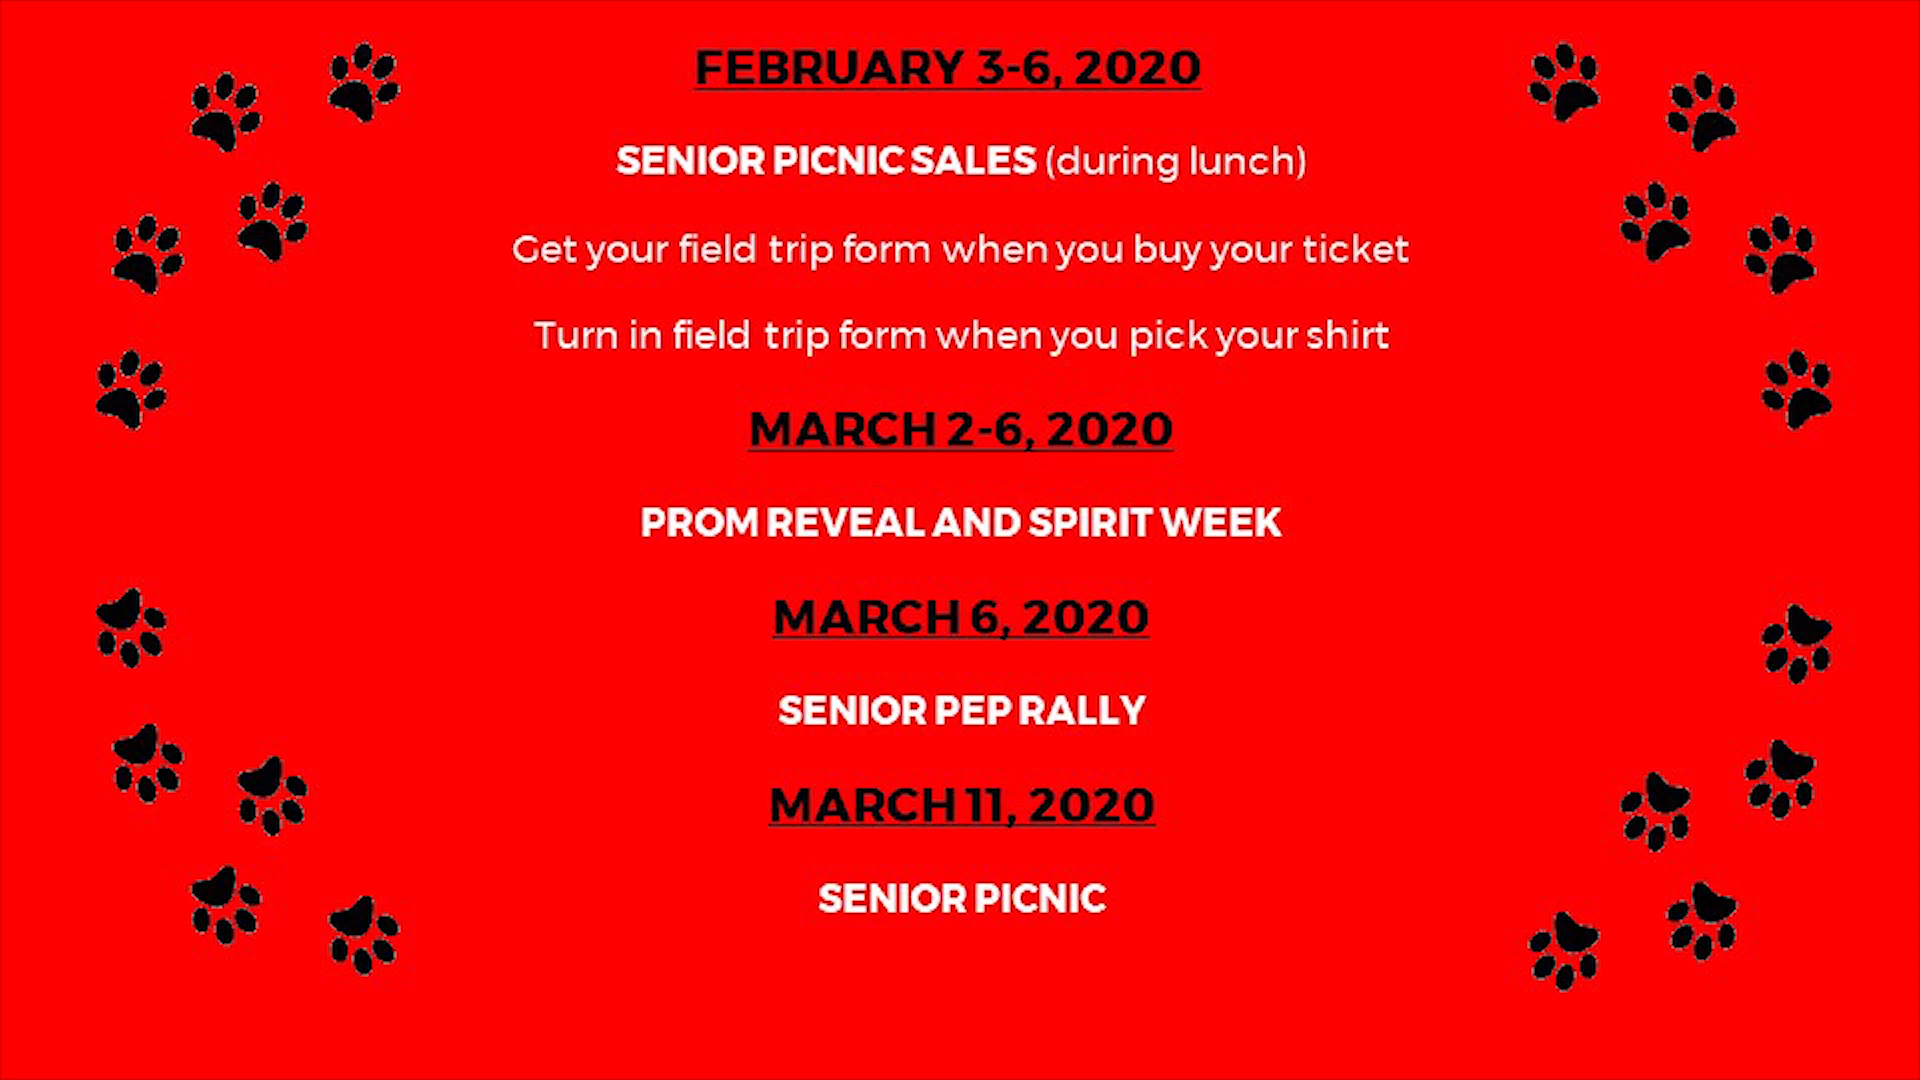 FEBRUARY 3-6, 2020
SENIOR PICNIC SALES (during lunch)
Get your field trip form when you buy your ticket
Turn in field trip form when you pick your shirt
MARCH 2-6, 2020
PROM REVEAL AND SPIRIT WEEK
MARCH 6, 2020
SENIOR PEP RALLY
MARCH 11, 2020
SENIOR PICNIC